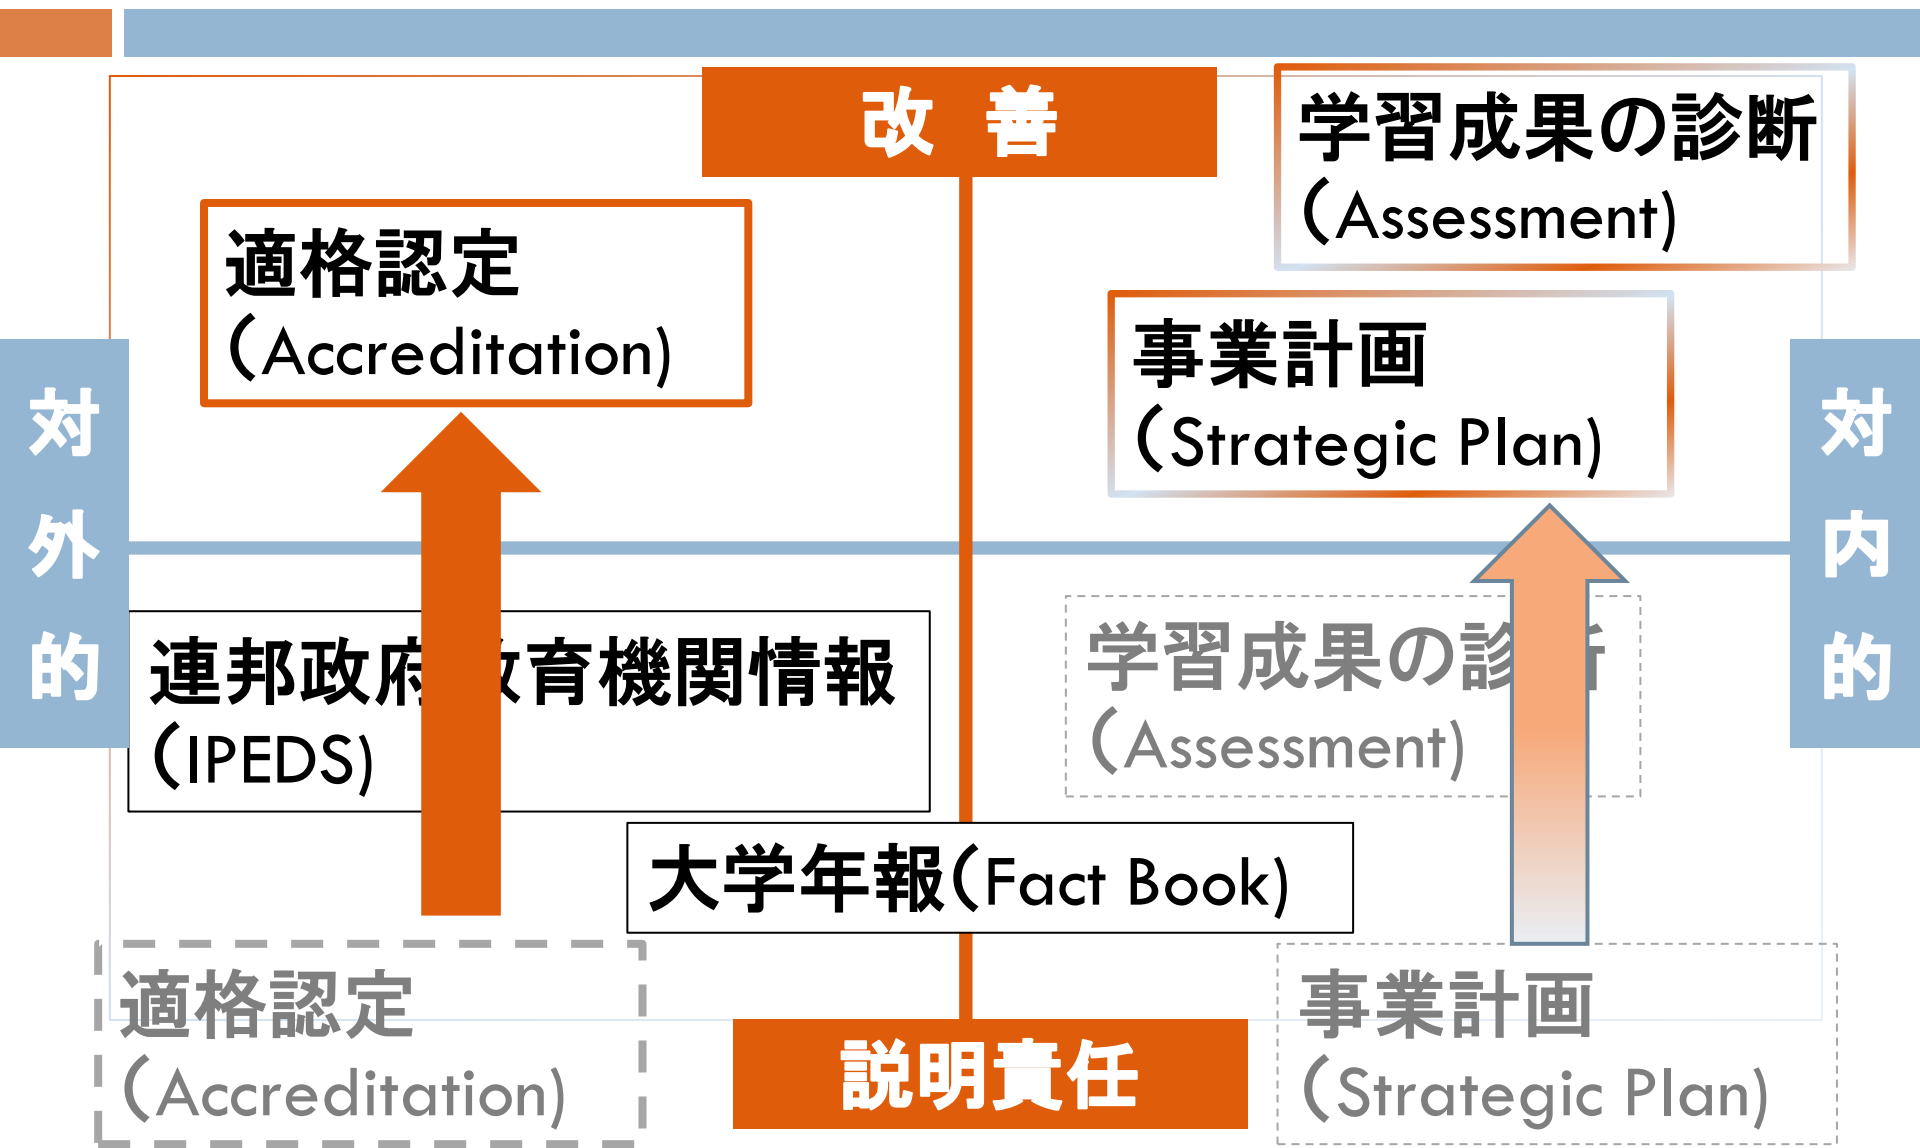 改 善
学習成果の診断
(Assessment)
適格認定
(Accreditation)
事業計画
(Strategic Plan)
対外的
対内的
連邦政府教育機関情報
(IPEDS)
学習成果の診断
(Assessment)
大学年報(Fact Book)
適格認定
(Accreditation)
説明責任
事業計画
(Strategic Plan)